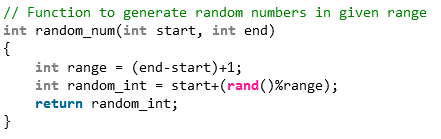 // Function to generate random numbers in given range
int random_num(int start, int end)
{
    int range = (end-start)+1;
    int random_int = start+(rand()%range);
    return random_int;
}